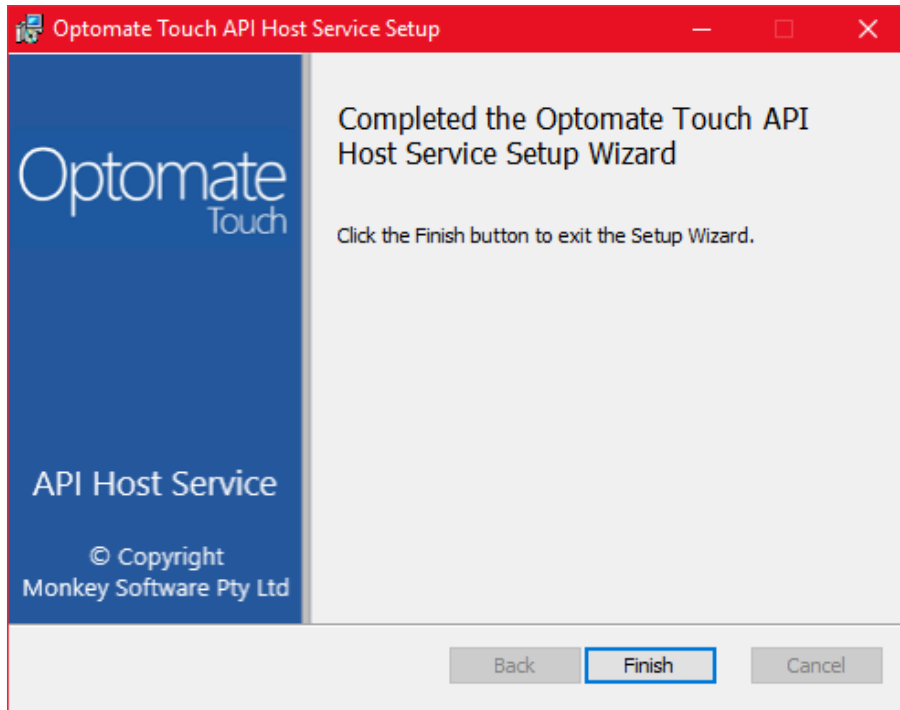 Optomate Touch API Host Service Setup
Optomate
Touch
API Host Service
© Copyright
Monkey Software Pty Ltd
Completed the Optomate Touch API
Host Service Setup Wizard
Click the Finish button to exit the Setup Wizard.
Back
Finish
Cancel